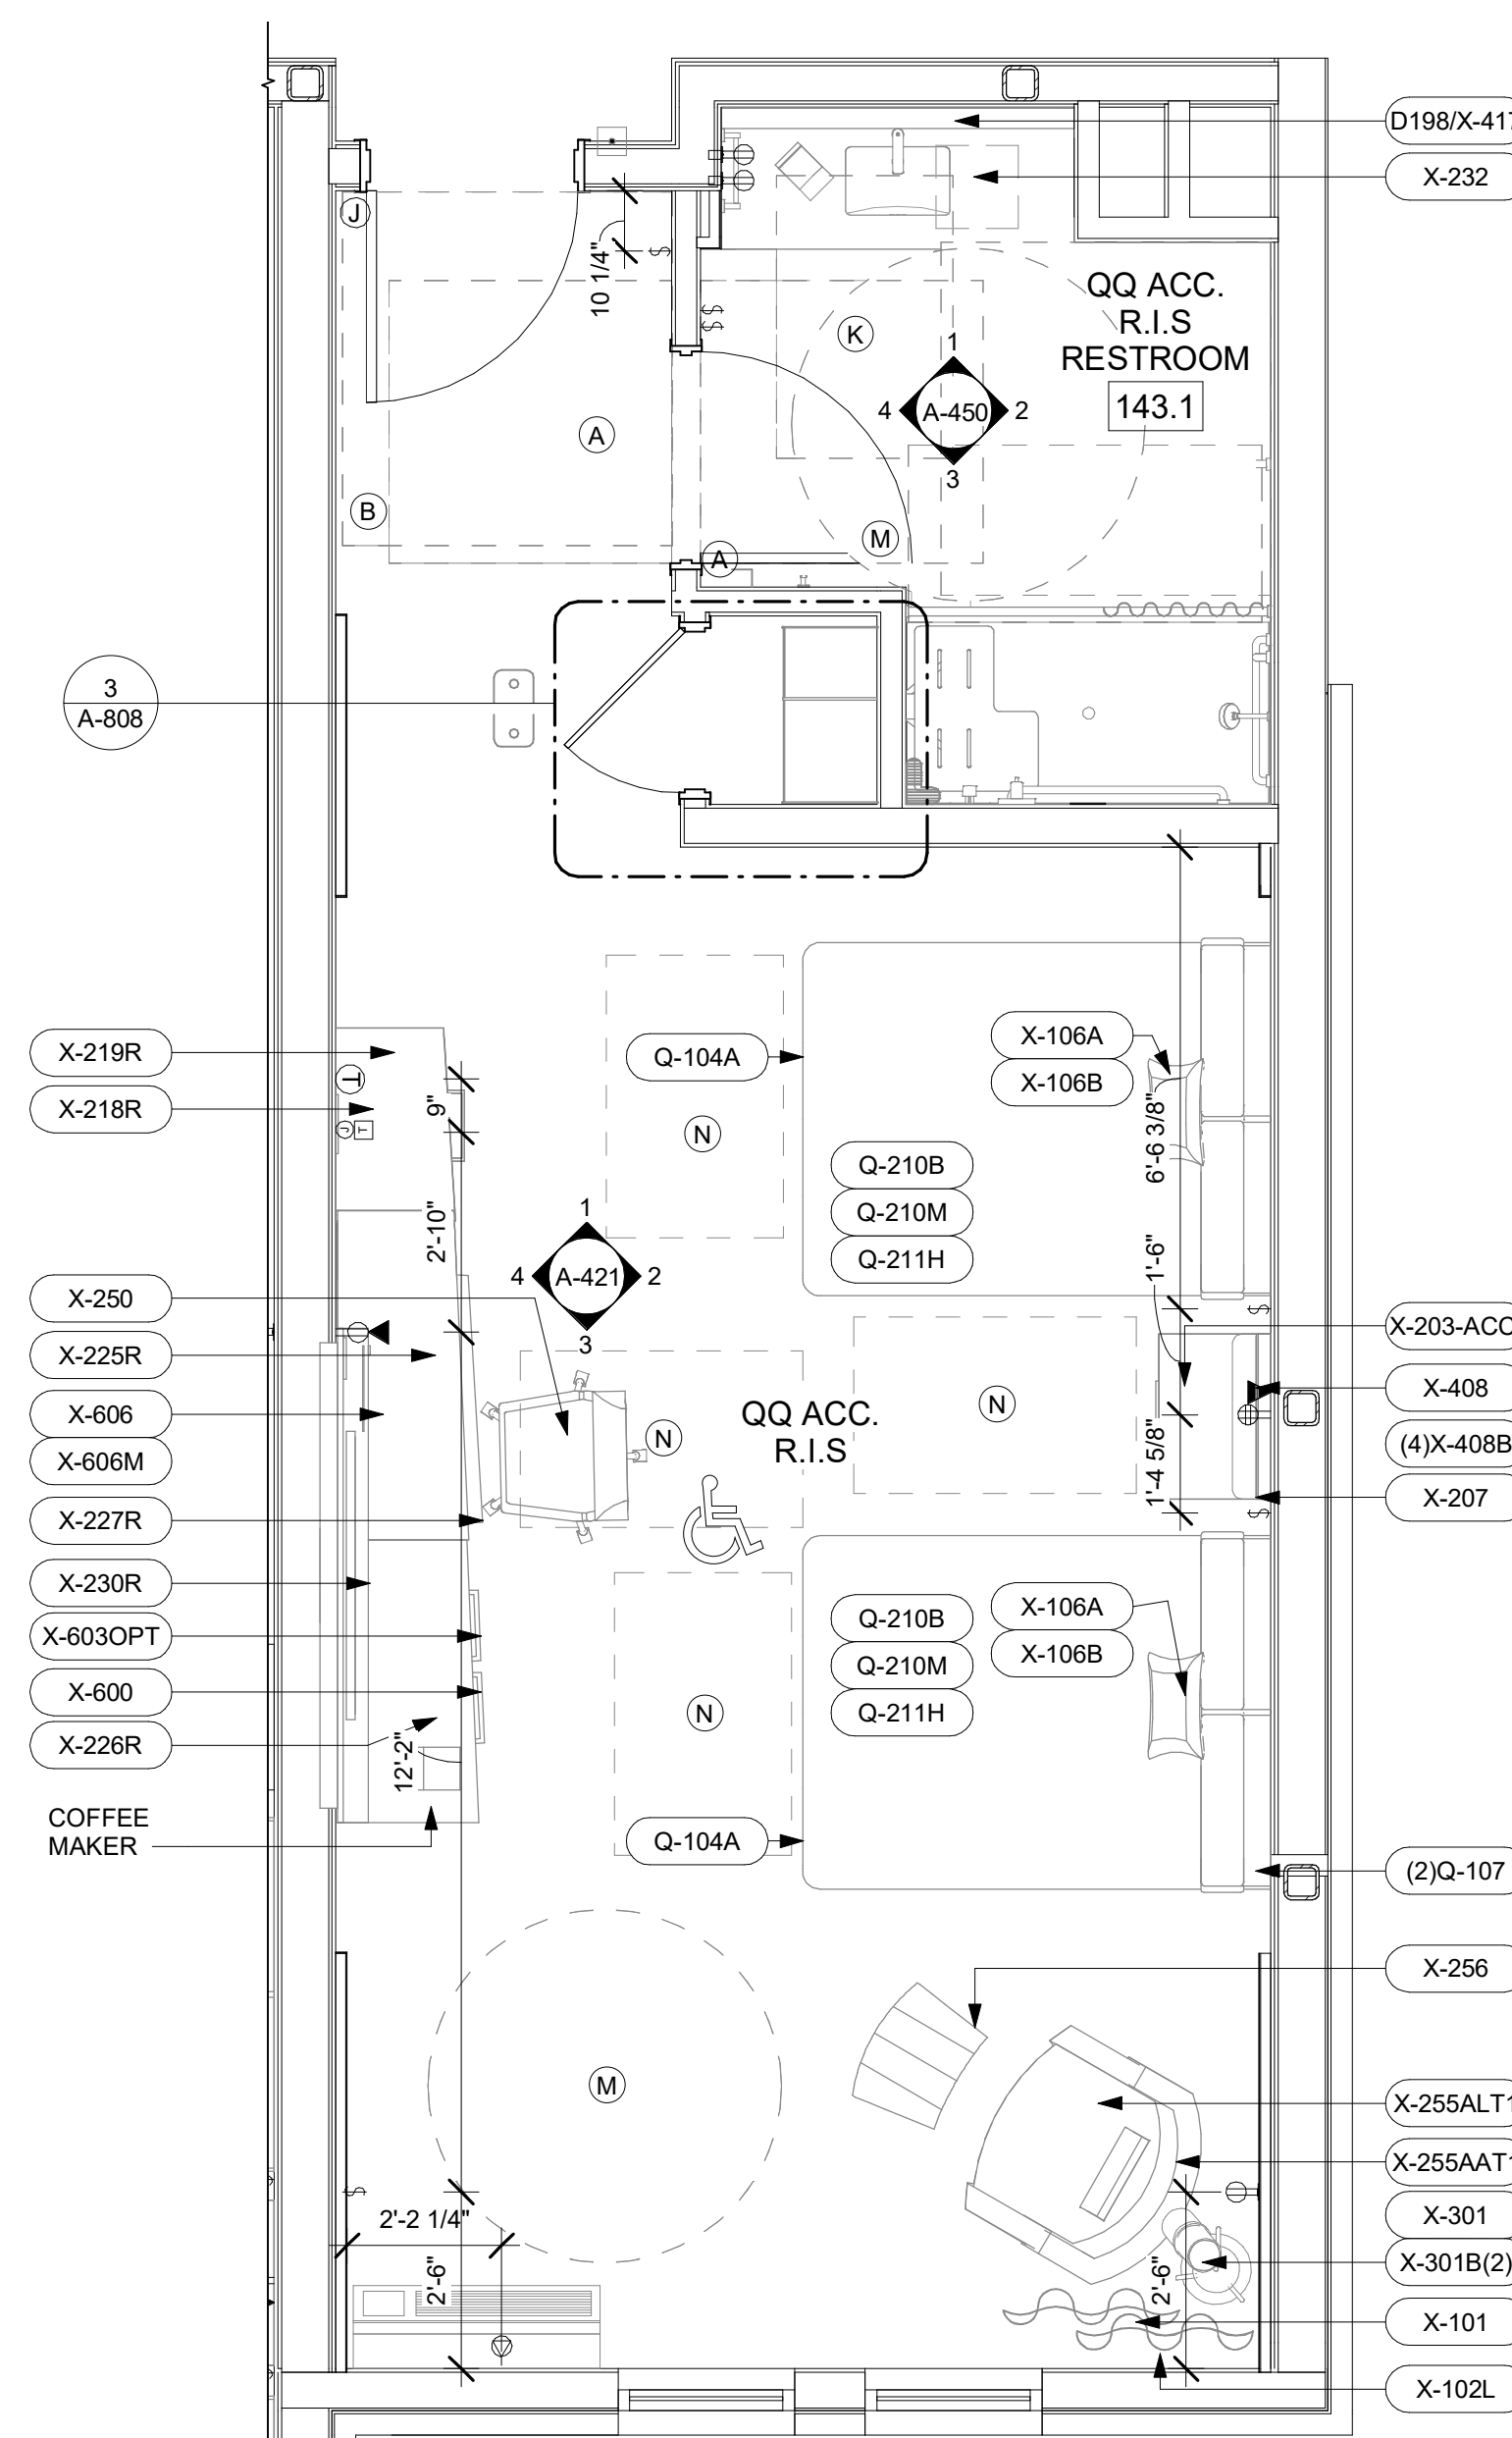 D198/X-417
X-232
J
10 1/4"
$
$
$
K
QQ ACC.
R.I.S
RESTROOM
143.1
1
4
A-450
2
3
A
B
M
A
3
A-808
X-219R
X-218R
T
J
T
9"
2'-10"
Q-104A
N
X-106A
X-106B
6'-6 3/8"
Q-210B
Q-210M
Q-211H
1'-6"
$
1
4
A-421
2
3
X-250
X-225R
X-606
X-606M
X-227R
X-230R
X-603OPT
X-600
X-226R
COFFEE
MAKER
12'-2"
N
QQ ACC.
R.I.S
N
1'-4 5/8"
$
X-203-ACC
X-408
(4)X-408B
X-207
N
Q-210B
Q-210M
Q-211H
X-106A
X-106B
Q-104A
(2)Q-107
X-256
M
X-255ALT1
X-255AAT1
X-301
X-301B(2)
X-101
X-102L
$
2'-2 1/4"
2'-6"
2'-6"